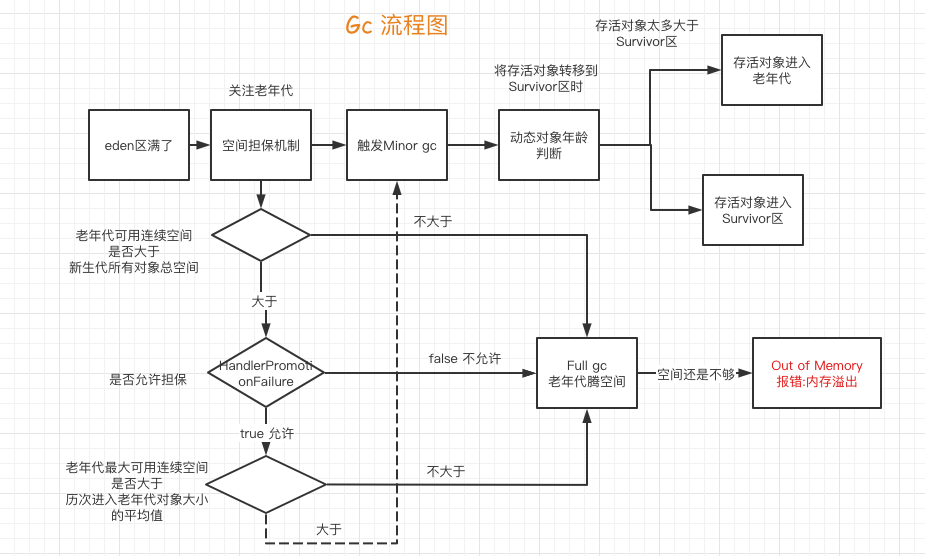 Gc 流程图
存活对象太多大于
Survivor区
存活对象进入
老年代
将存活对象转移到
Survivor区时
关注老年代
eden区满了
空间担保机制
触发Minor gc
动态对象年龄
判断
存活对象进入
Survivor区
不大于
老年代可用连续空间
是否大于
新生代所有对象总空间
大于
false 不允许
HandlerPromoti
onFailure
是否允许担保
Full gc
老年代腾空间
空间还是不够
Out of Memory
报错:内存溢出
true 允许
老年代最大可用连续空间
是否大于
历次进入老年代对象大小
的平均值
不大于
大于